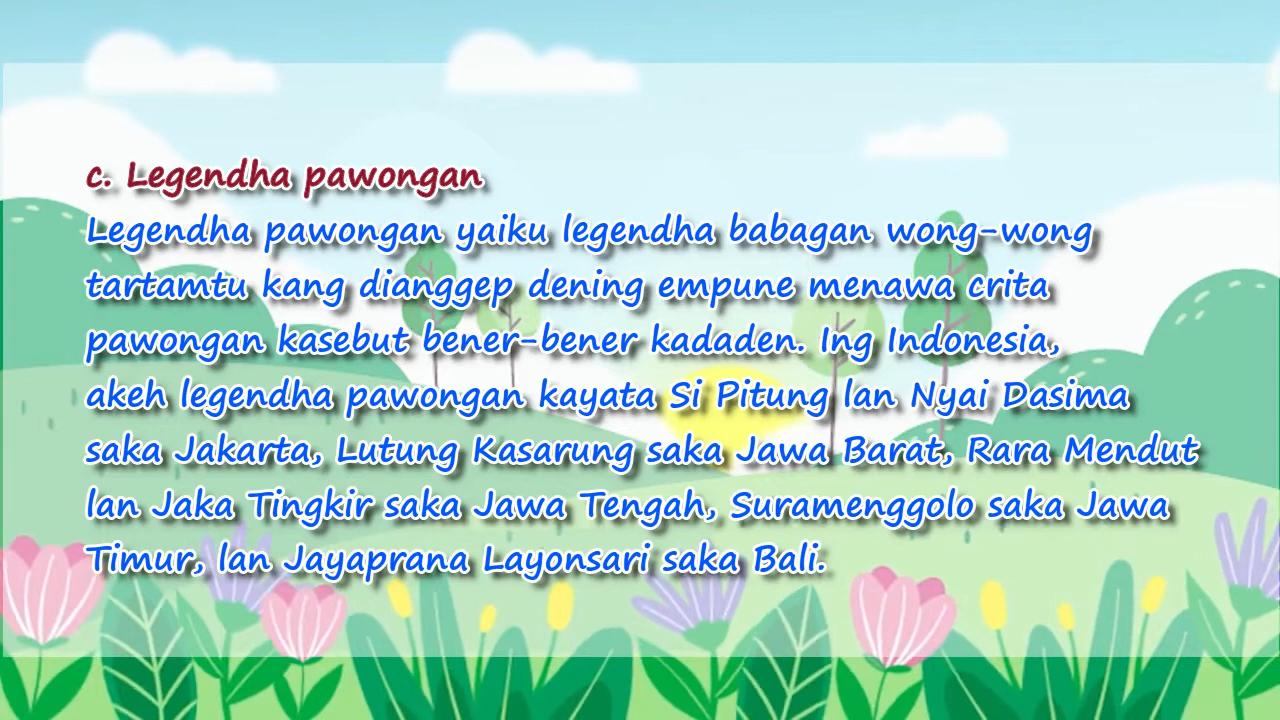 c. Legendha pawongan
Legendha pawongan yaiku legendha babagan wong-wong
tartamtu kang dianggep dening empune menawa crita
pawongan kasebut bener-bener kadaden. Ing Indonesia,
akeh legendha pawongan kayata Si Pitung lan Nyai Dasima
saka Jakarta, Lutung Kasarung saka Jawa Barat, Rara Mendut
lan Jaka Tingkir saka Jawa Tengah, Suramenggolo saka Jawa
Timur, lan Jayaprana Layonsari saka Bali.